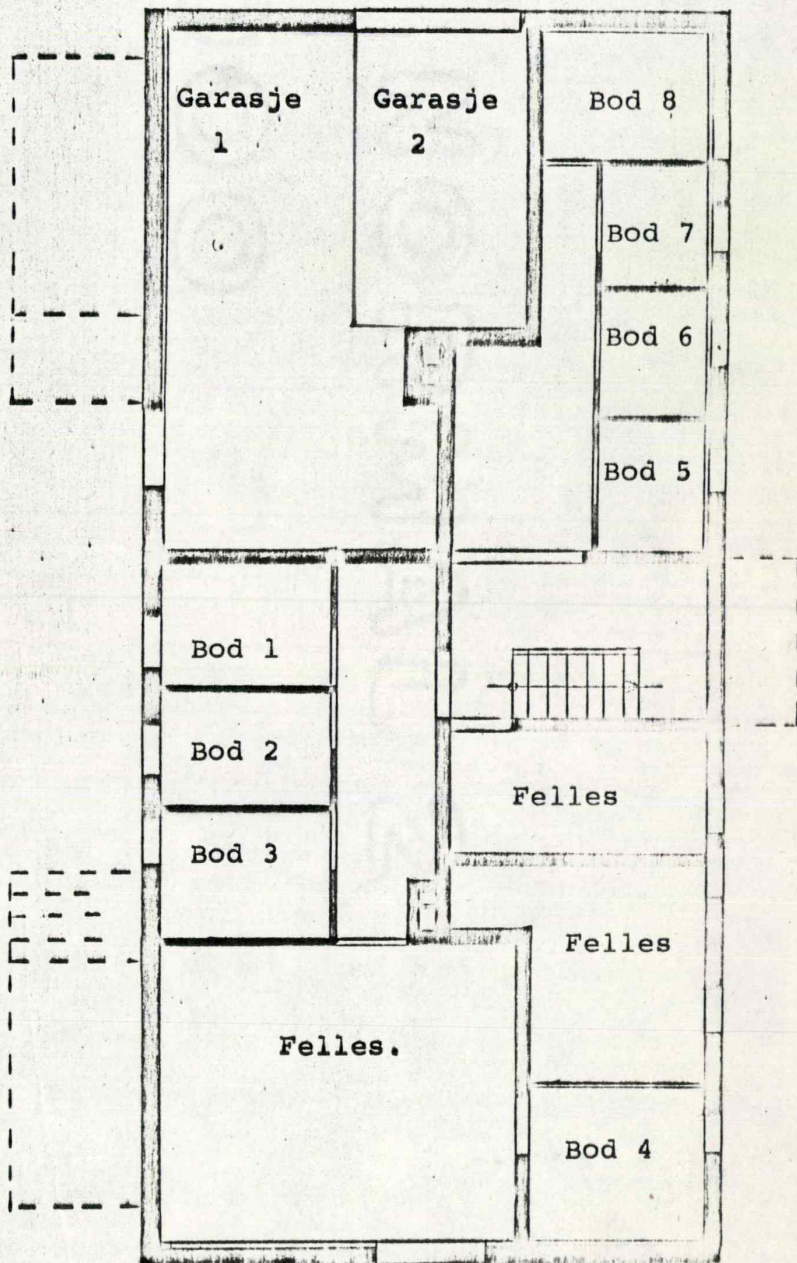 Garasje
1
Garasje
2
Bod 8
Bod 7
Bod 6
Bod 5
Bod 1
Bod 2
Bod 3
Felles
Felles
Felles.
Bod 4